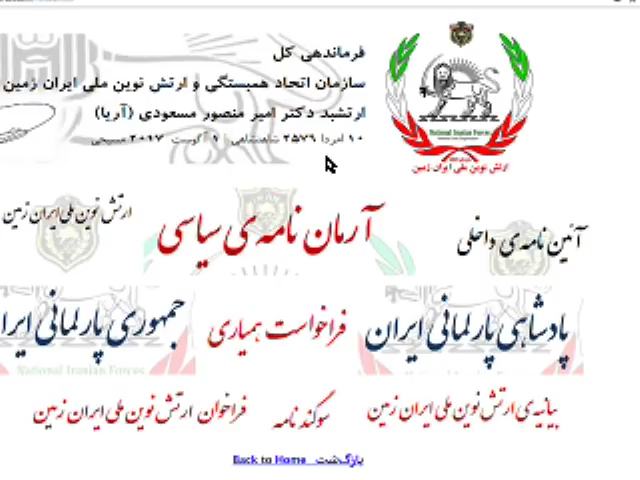 فرماندهی کل
سازمان اتحاد همبستگی و ارتش نوین ملی ایران زمین
ارتشبد دکتر امیر منصور مسعودی (آریا)
۱۰ امرداد ۲۵۷۶ شاهنشاهی | ۱ آگوست ۲۰۱۷ مسیحی
National Iranian Forces
ارتش نوین ملی ایران زمین
آئین نامه‌ی داخلی
آرمان نامه‌ی سیاسی
ارتش نوین ملی ایران زمین
پادشاهی پارلمانی ایران
فراخواست همیاری
جمهوری پارلمانی ایرا
National Iranian Forces
بیانیه‌ی ارتش نوین ملی ایران زمین
سوگند نامه
فراخوان ارتش نوین ملی ایران زمین
بازگشت Back to Home